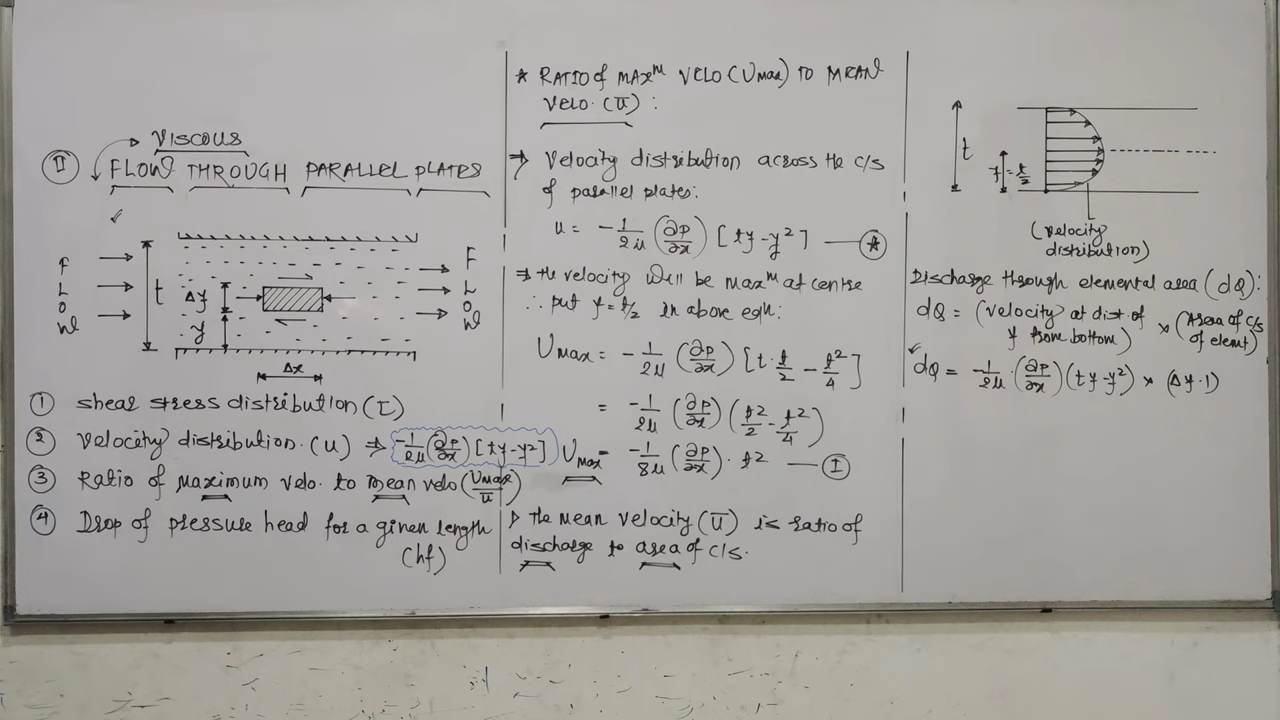 VISCOUS
II FLOW THROUGH PARALLEL PLATES
FLOW
t
Δy
y
FLOW
Δx
① shear stress distribution (τ)
② velocity distribution. (u) ⇒ -1/2μ (∂p/∂x) [ty-y²]
③ Ratio of maximum velo. to mean velo (Umax/ū)
④ Drop of pressure head for a given length
(hf)
* RATIO of MAXᵐ VELO (Umax) TO MEAN
VELO. (ū) :
⇒ Velocity distribution across the c/s
of parallel plates:
u = -1/2μ (∂p/∂x) [ty-y²] — (*)
⇒ the velocity will be maxᵐ at centre
∴ put y = t/2 in above eqn:
Umax = -1/2μ (∂p/∂x) [t · t/2 - t²/4]
= -1/2μ (∂p/∂x) (t²/2 - t²/4)
Umax = -1/8μ (∂p/∂x) · t² — (I)
▷ the mean velocity (ū) is ratio of
discharge to area of c/s.
t
y = t/2
(velocity
distribution)
Discharge through elemental area (dQ):
dQ = (velocity at dist. of y from bottom) × (Area of c/s of elemt)
dQ = -1/2μ · (∂p/∂x) (ty-y²) × (Δy·1)